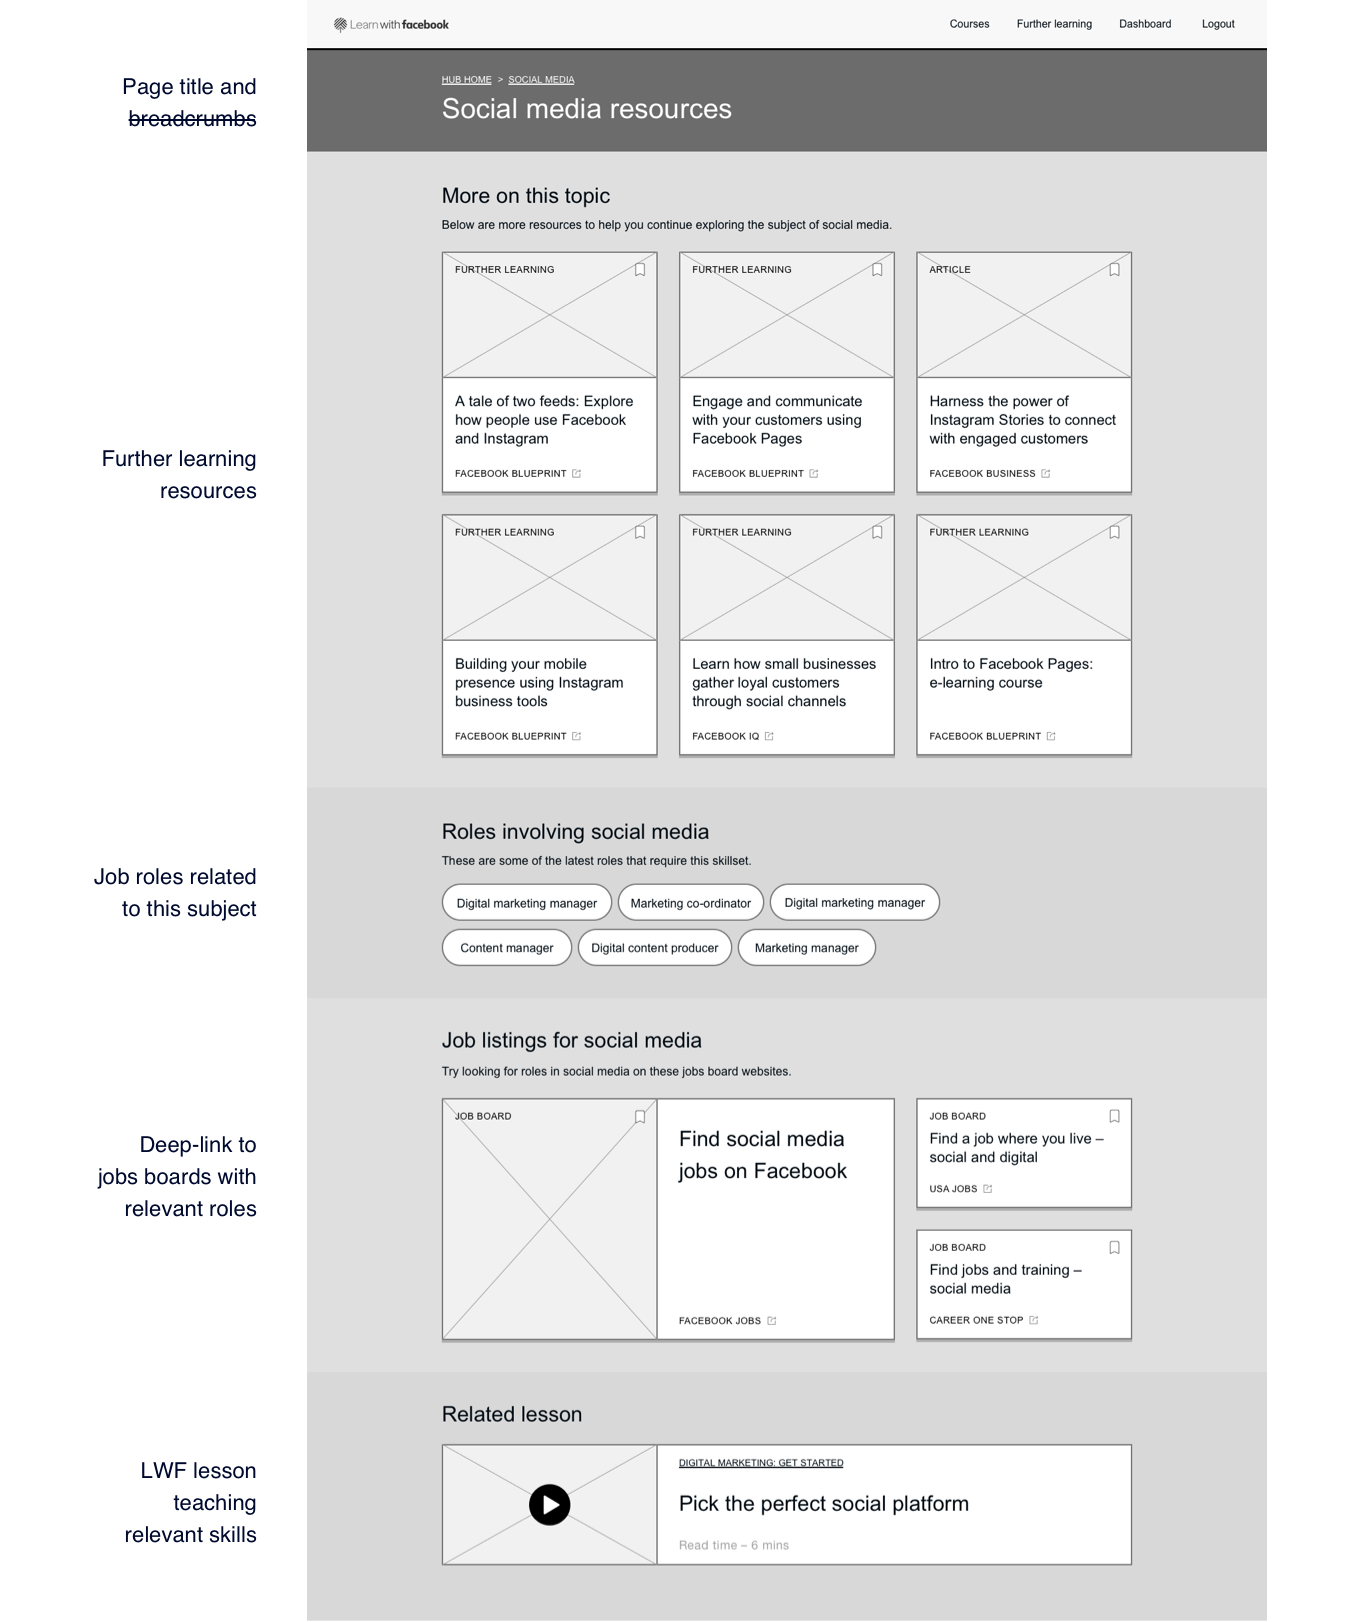 Learn with facebook
Courses
Further learning
Dashboard
Logout
Page title and
breadcrumbs
HUB HOME > SOCIAL MEDIA
Social media resources
More on this topic
Below are more resources to help you continue exploring the subject of social media.
Further learning
resources
FURTHER LEARNING
A tale of two feeds: Explore
how people use Facebook
and Instagram
FACEBOOK BLUEPRINT
FURTHER LEARNING
Engage and communicate
with your customers using
Facebook Pages
FACEBOOK BLUEPRINT
ARTICLE
Harness the power of
Instagram Stories to connect
with engaged customers
FACEBOOK BUSINESS
FURTHER LEARNING
Building your mobile
presence using Instagram
business tools
FACEBOOK BLUEPRINT
FURTHER LEARNING
Learn how small businesses
gather loyal customers
through social channels
FACEBOOK IQ
FURTHER LEARNING
Intro to Facebook Pages:
e-learning course
FACEBOOK BLUEPRINT
Job roles related
to this subject
Roles involving social media
These are some of the latest roles that require this skillset.
Digital marketing manager
Marketing co-ordinator
Digital marketing manager
Content manager
Digital content producer
Marketing manager
Deep-link to
jobs boards with
relevant roles
Job listings for social media
Try looking for roles in social media on these jobs board websites.
JOB BOARD
Find social media
jobs on Facebook
FACEBOOK JOBS
JOB BOARD
Find a job where you live –
social and digital
USA JOBS
JOB BOARD
Find jobs and training –
social media
CAREER ONE STOP
LWF lesson
teaching
relevant skills
Related lesson
DIGITAL MARKETING: GET STARTED
Pick the perfect social platform
Read time – 6 mins